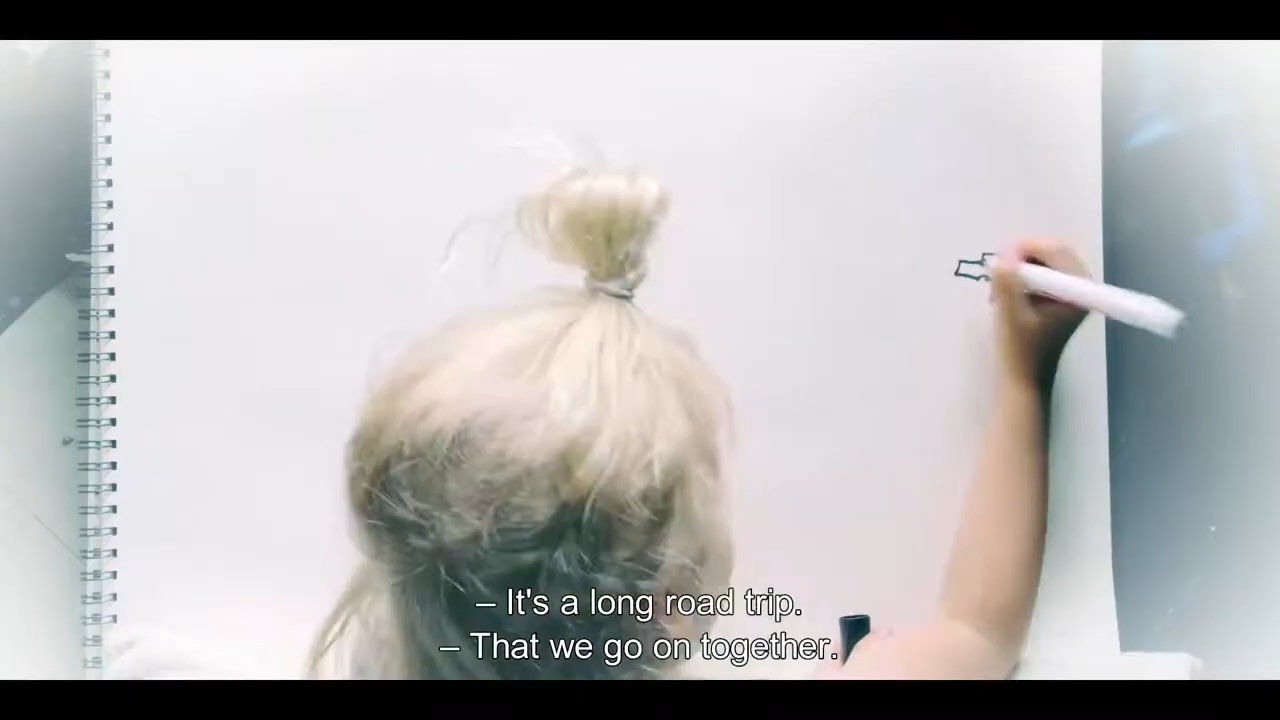 – It's a long road trip.
– That we go on together.